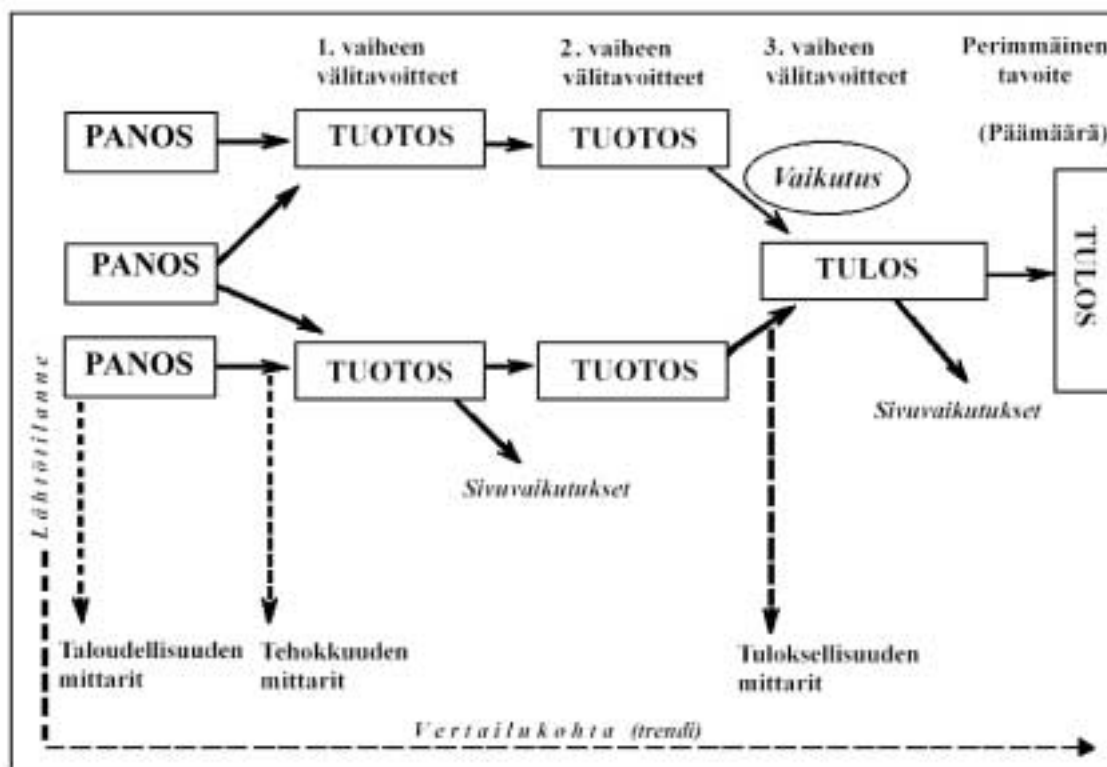 1. vaiheen
välitavoitteet
2. vaiheen
välitavoitteet
3. vaiheen
välitavoitteet
Perimmäinen
tavoite
(Päämäärä)
PANOS
TUOTOS
TUOTOS
Vaikutus
PANOS
TULOS
TULOS
PANOS
TUOTOS
TUOTOS
Sivuvaikutukset
Sivuvaikutukset
Lähtötilanne
Taloudellisuuden
mittarit
Tehokkuuden
mittarit
Tuloksellisuuden
mittarit
Vertailukohta (trendi)